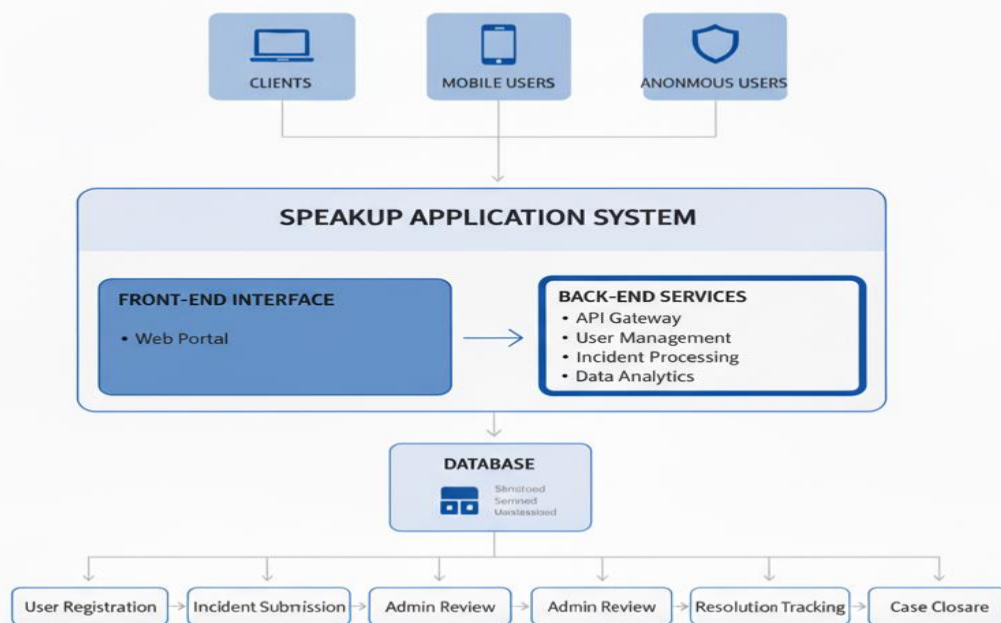 CLIENTS
MOBILE USERS
ANONMOUS USERS
SPEAKUP APPLICATION SYSTEM
FRONT-END INTERFACE
• Web Portal
BACK-END SERVICES
• API Gateway
• User Management
• Incident Processing
• Data Analytics
DATABASE
User Registration
Incident Submission
Admin Review
Admin Review
Resolution Tracking
Case Closare